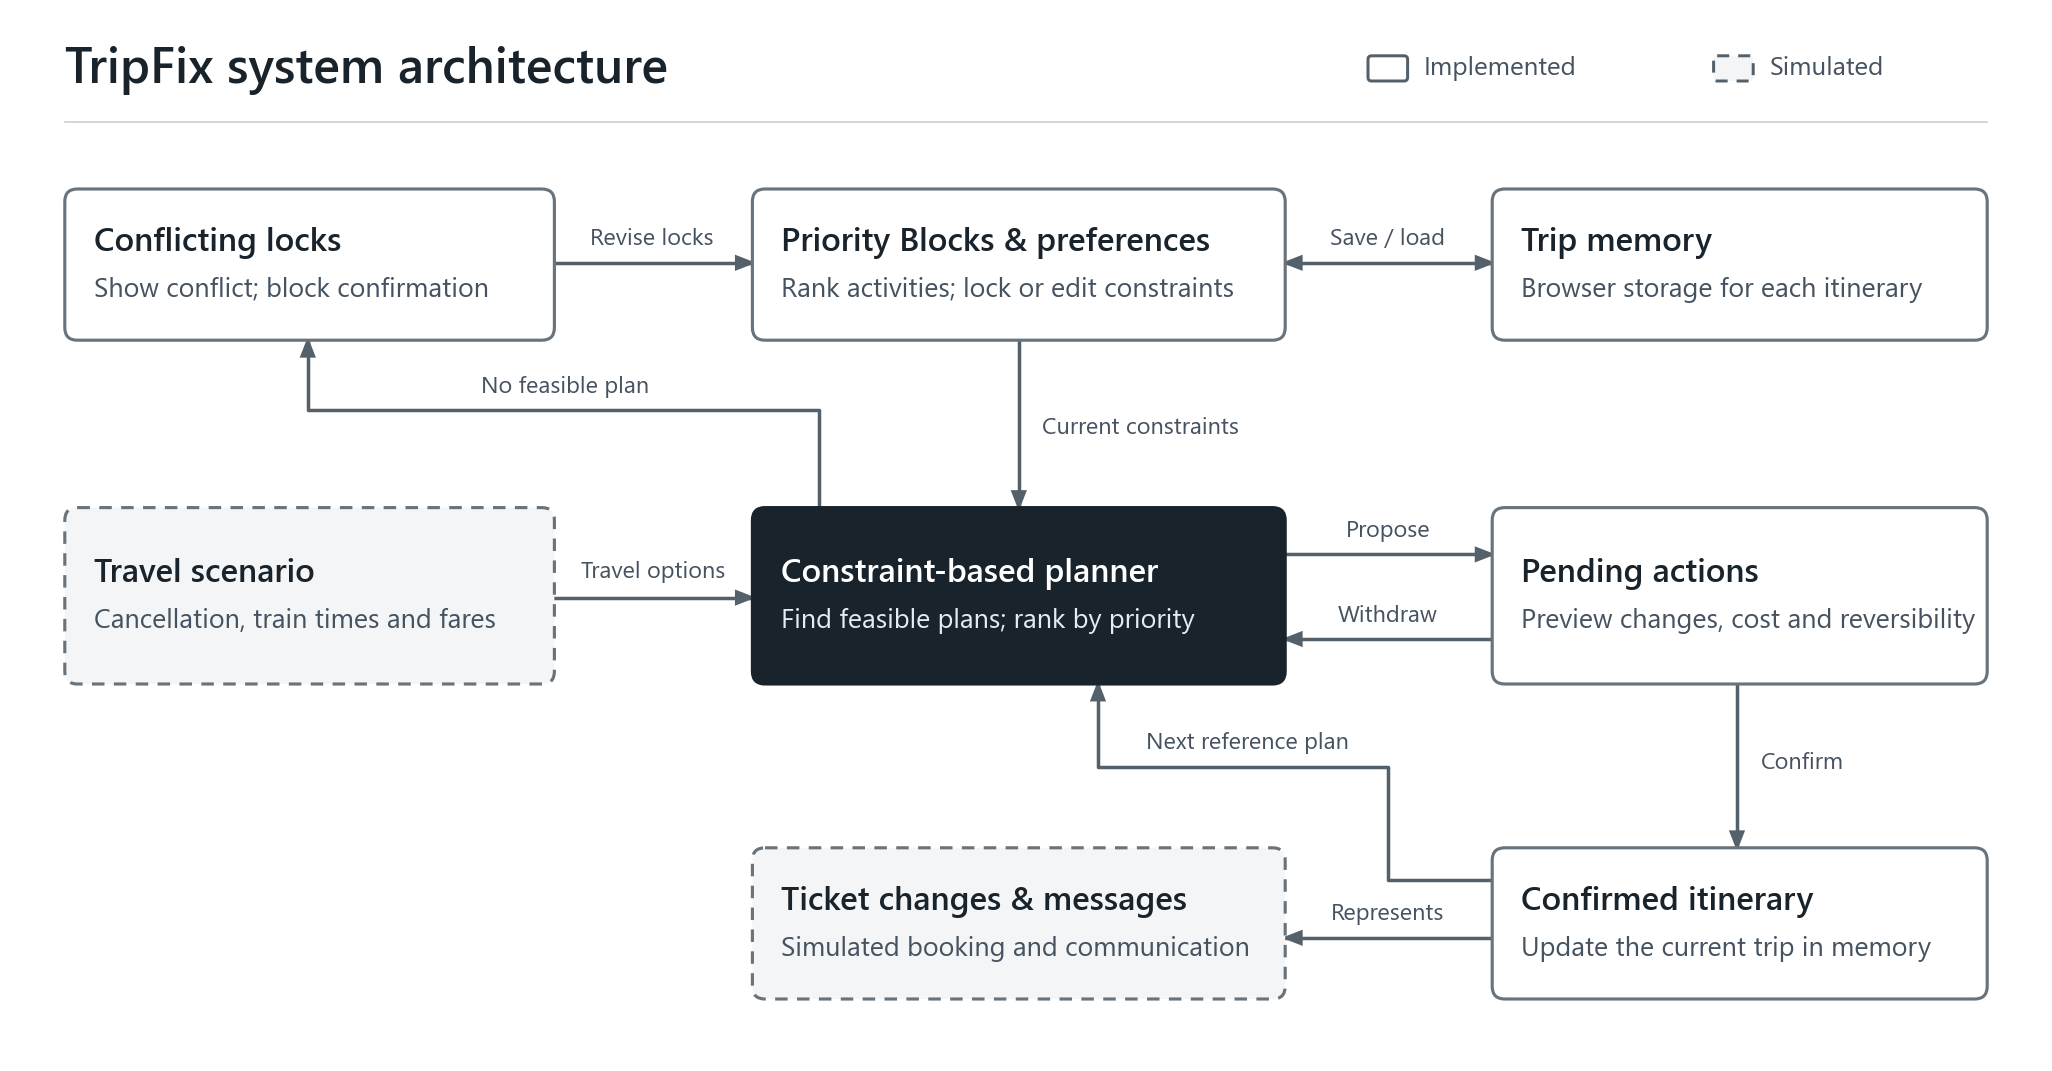 TripFix system architecture
Implemented
Simulated
Conflicting locks
Show conflict; block confirmation
Revise locks
Priority Blocks & preferences
Rank activities; lock or edit constraints
Save / load
Trip memory
Browser storage for each itinerary
No feasible plan
Current constraints
Travel scenario
Cancellation, train times and fares
Travel options
Constraint-based planner
Find feasible plans; rank by priority
Propose
Withdraw
Pending actions
Preview changes, cost and reversibility
Next reference plan
Confirm
Ticket changes & messages
Simulated booking and communication
Represents
Confirmed itinerary
Update the current trip in memory